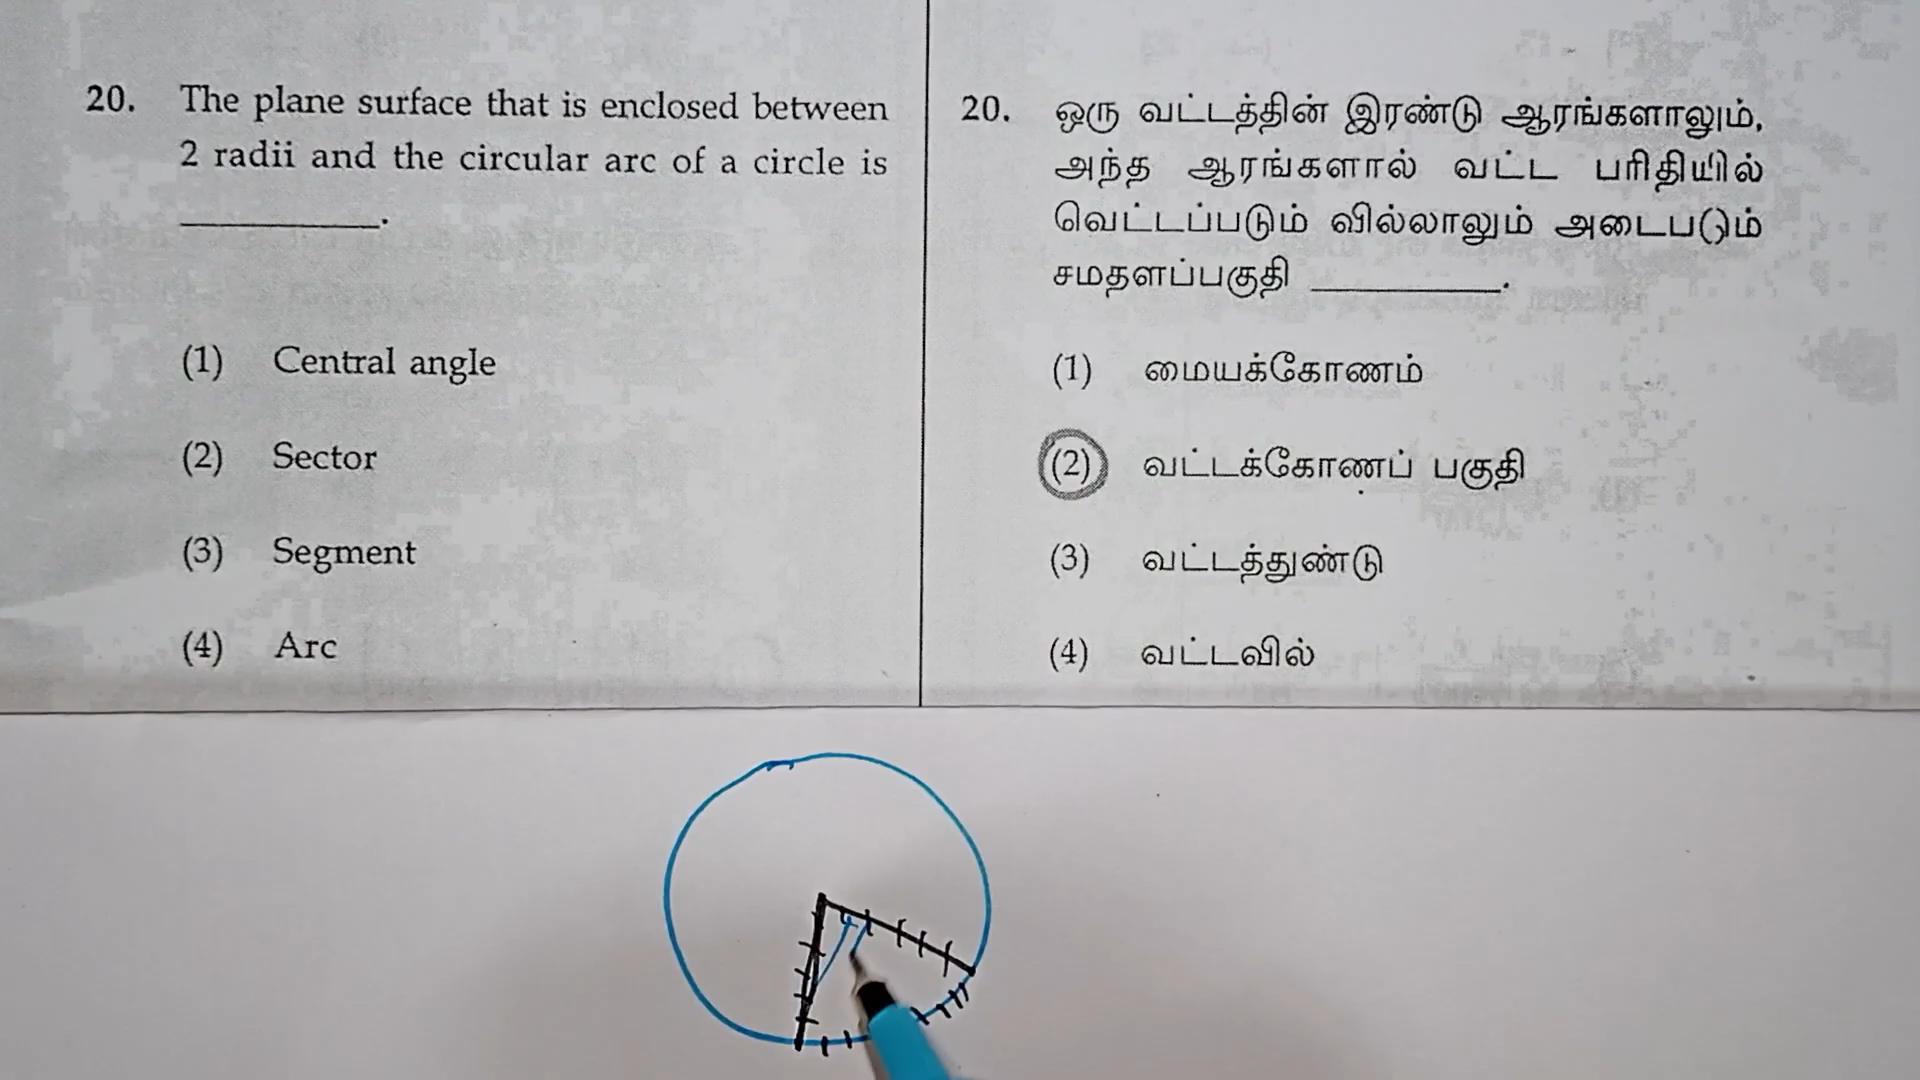 20. The plane surface that is enclosed between
2 radii and the circular arc of a circle is
__________.
(1) Central angle
(2) Sector
(3) Segment
(4) Arc
20. ஒரு வட்டத்தின் இரண்டு ஆரங்களாலும்,
அந்த ஆரங்களால் வட்ட பரிதியில்
வெட்டப்படும் வில்லாலும் அடைபடும்
சமதளப்பகுதி __________.
(1) மையக்கோணம்
(2) வட்டக்கோணப் பகுதி
(3) வட்டத்துண்டு
(4) வட்டவில்